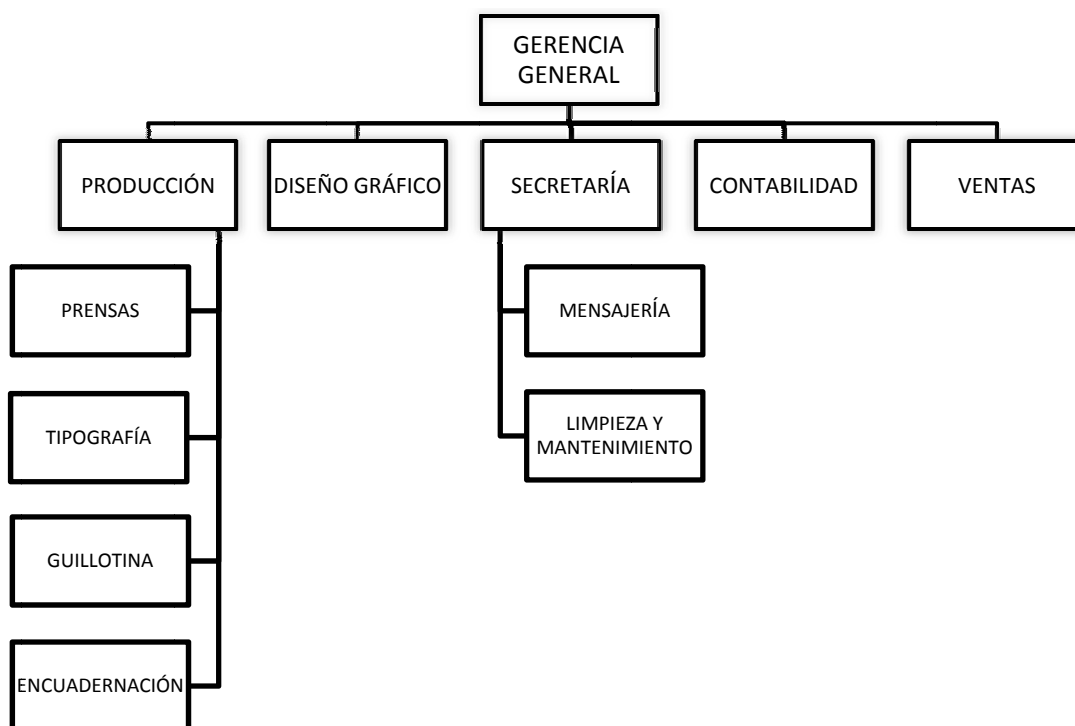 GERENCIA
GENERAL
PRODUCCIÓN
DISEÑO GRÁFICO
SECRETARÍA
CONTABILIDAD
VENTAS
PRENSAS
MENSAJERÍA
TIPOGRAFÍA
LIMPIEZA Y
MANTENIMIENTO
GUILLOTINA
ENCUADERNACIÓN